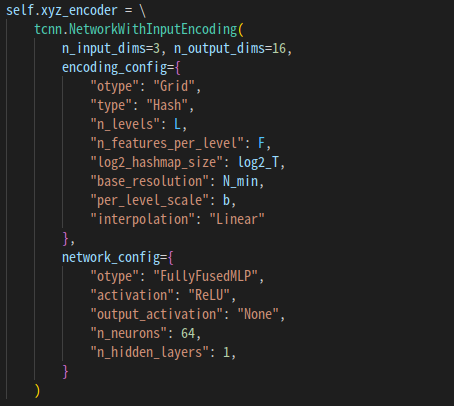 self.xyz_encoder = \
    tcnn.NetworkWithInputEncoding(
        n_input_dims=3, n_output_dims=16,
        encoding_config={
            "otype": "Grid",
            "type": "Hash",
            "n_levels": L,
            "n_features_per_level": F,
            "log2_hashmap_size": log2_T,
            "base_resolution": N_min,
            "per_level_scale": b,
            "interpolation": "Linear"
        },
        network_config={
            "otype": "FullyFusedMLP",
            "activation": "ReLU",
            "output_activation": "None",
            "n_neurons": 64,
            "n_hidden_layers": 1,
        }
    )